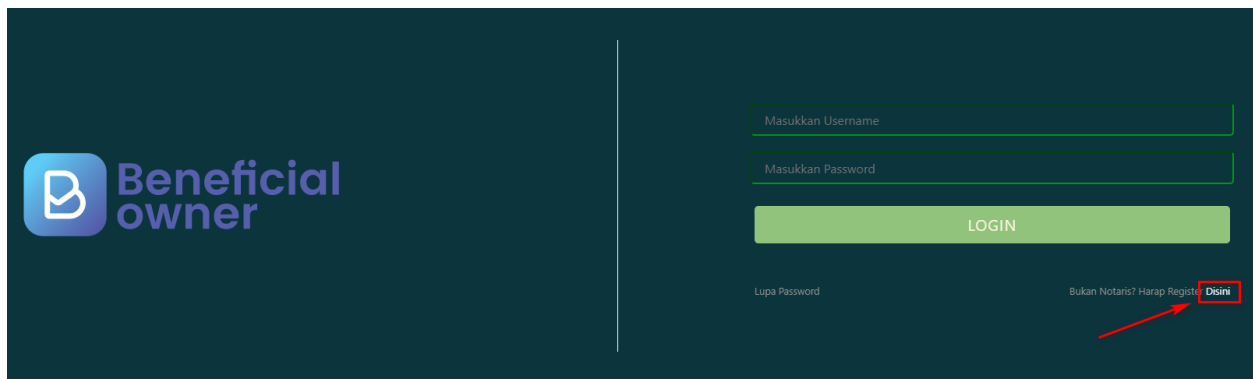 Beneficial
owner
Masukkan Username
Masukkan Password
LOGIN
Lupa Password
Bukan Notaris? Harap Register Disini